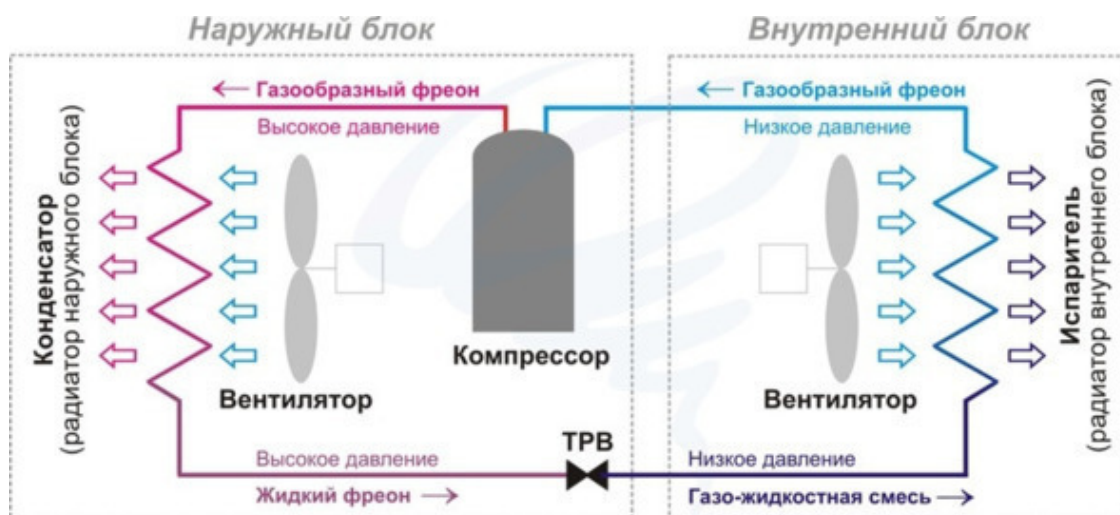 Наружный блок
Внутренний блок
Газообразный фреон
Высокое давление
Газообразный фреон
Низкое давление
Конденсатор
(радиатор наружного блока)
Компрессор
Вентилятор
Вентилятор
Испаритель
(радиатор внутреннего блока)
ТРВ
Высокое давление
Жидкий фреон
Низкое давление
Газо-жидкостная смесь